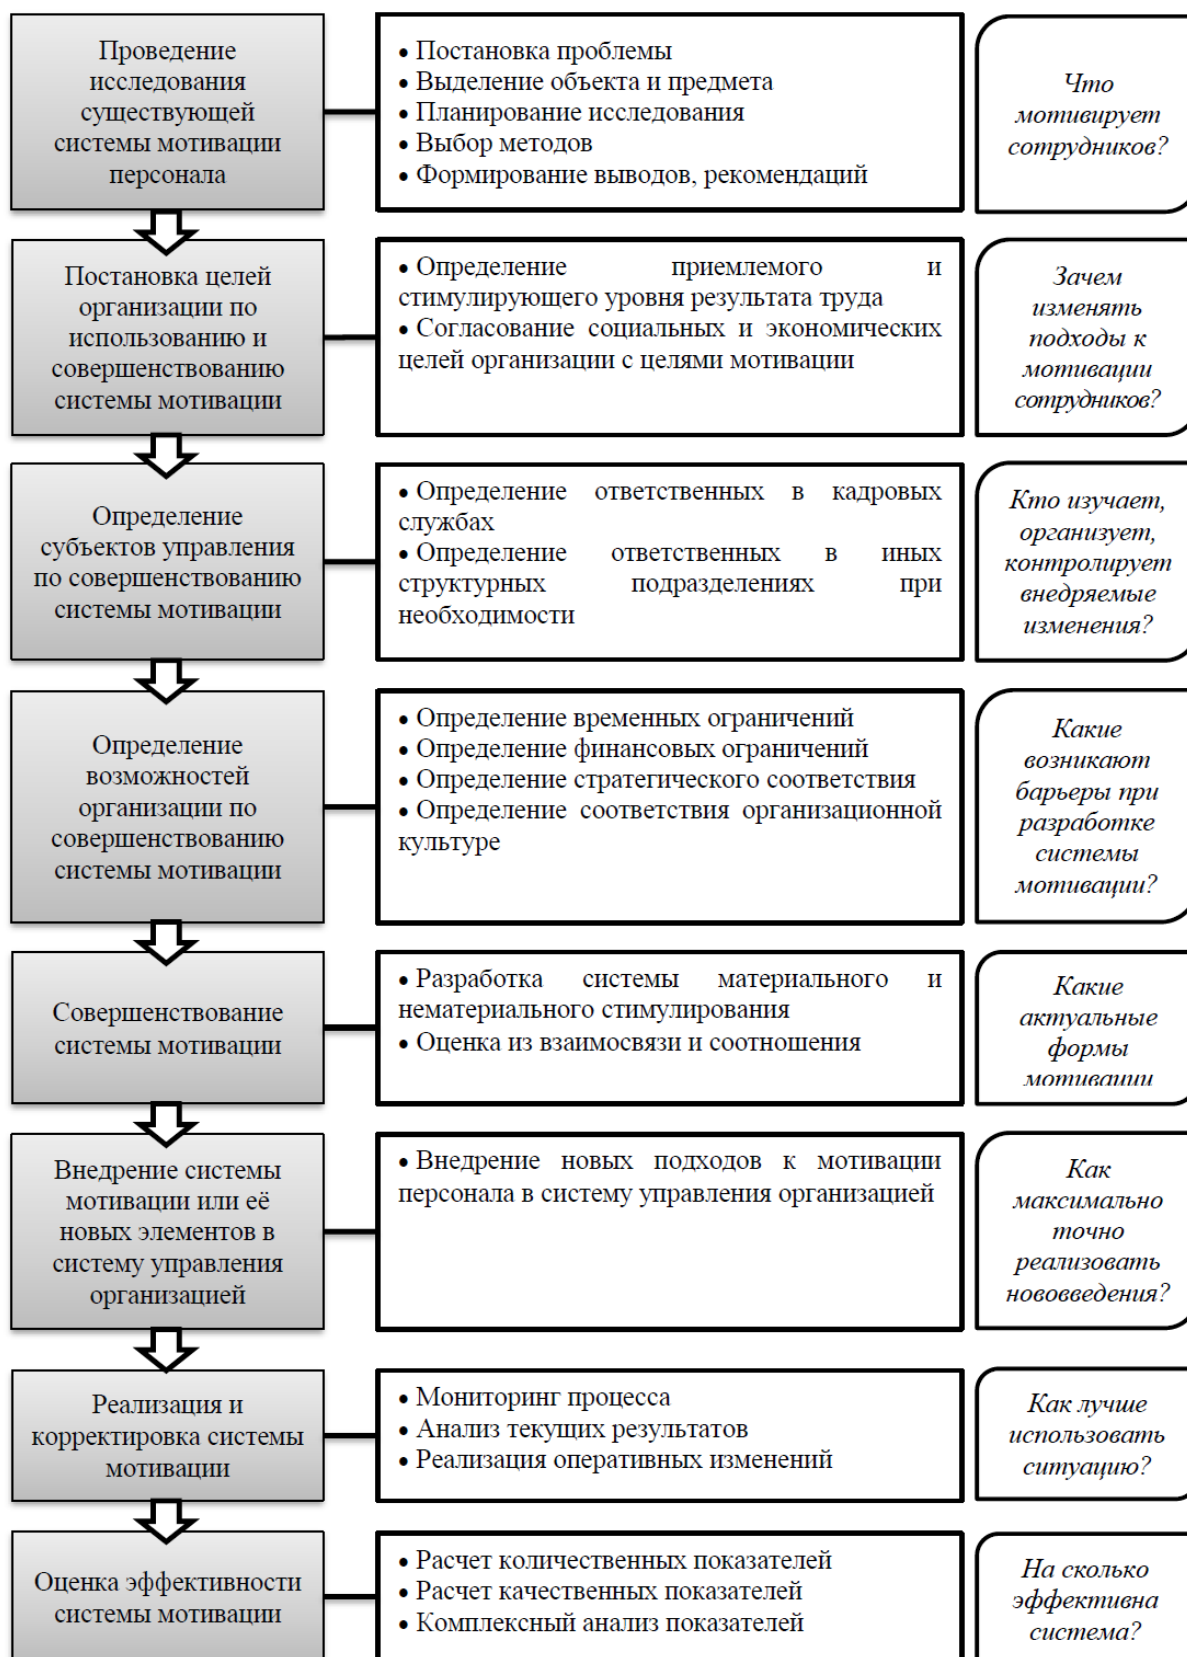 Проведение
исследования
существующей
системы мотивации
персонала
• Постановка проблемы
• Выделение объекта и предмета
• Планирование исследования
• Выбор методов
• Формирование выводов, рекомендаций
Что
мотивирует
сотрудников?
Постановка целей
организации по
использованию и
совершенствованию
системы мотивации
• Определение приемлемого и
стимулирующего уровня результата труда
• Согласование социальных и экономических
целей организации с целями мотивации
Зачем
изменять
подходы к
мотивации
сотрудников?
Определение
субъектов управления
по совершенствованию
системы мотивации
• Определение ответственных в кадровых
службах
• Определение ответственных в иных
структурных подразделениях при
необходимости
Кто изучает,
организует,
контролирует
внедряемые
изменения?
Определение
возможностей
организации по
совершенствованию
системы мотивации
• Определение временных ограничений
• Определение финансовых ограничений
• Определение стратегического соответствия
• Определение соответствия организационной
культуре
Какие
возникают
барьеры при
разработке
системы
мотивации?
Совершенствование
системы мотивации
• Разработка системы материального и
нематериального стимулирования
• Оценка из взаимосвязи и соотношения
Какие
актуальные
формы
мотивации
Внедрение системы
мотивации или её
новых элементов в
систему управления
организацией
• Внедрение новых подходов к мотивации
персонала в систему управления организацией
Как
максимально
точно
реализовать
нововведения?
Реализация и
корректировка системы
мотивации
• Мониторинг процесса
• Анализ текущих результатов
• Реализация оперативных изменений
Как лучше
использовать
ситуацию?
Оценка эффективности
системы мотивации
• Расчет количественных показателей
• Расчет качественных показателей
• Комплексный анализ показателей
На сколько
эффективна
система?